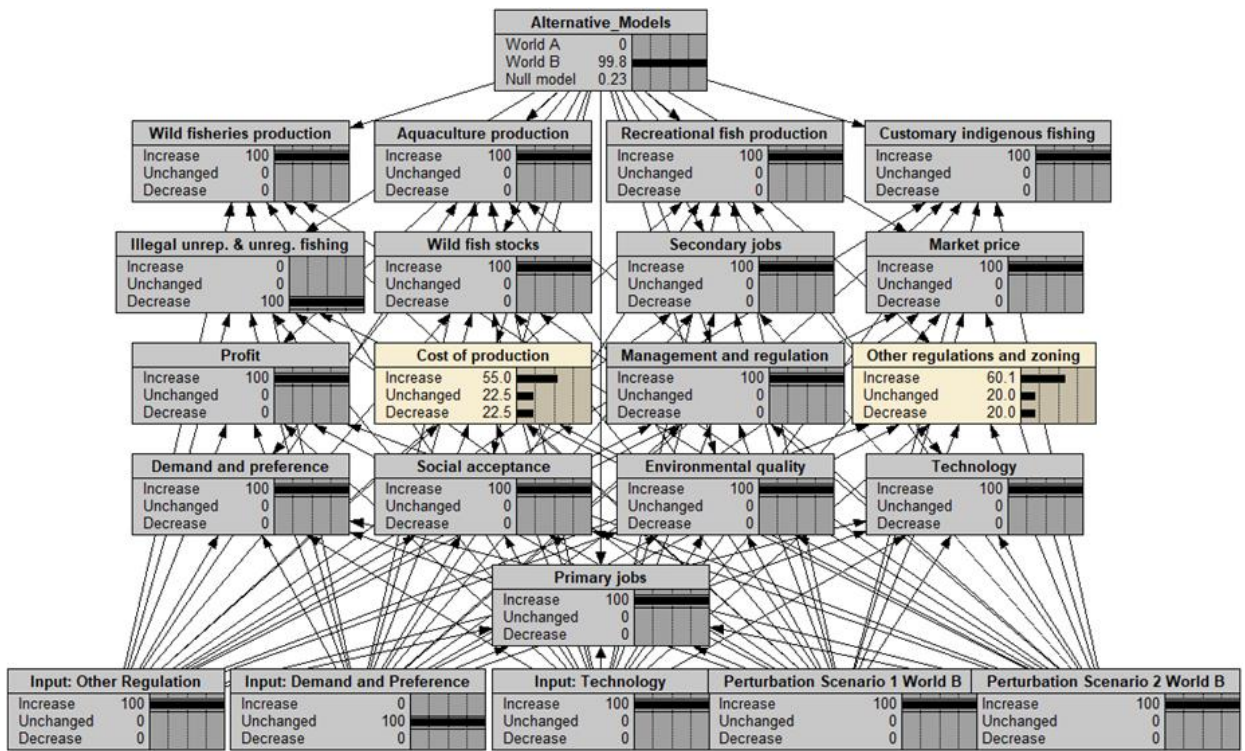 Alternative_Models
World A 0
World B 99.8
Null model 0.23
Wild fisheries production
Increase 100
Unchanged 0
Decrease 0
Aquaculture production
Increase 100
Unchanged 0
Decrease 0
Recreational fish production
Increase 100
Unchanged 0
Decrease 0
Customary indigenous fishing
Increase 100
Unchanged 0
Decrease 0
Illegal unrep. & unreg. fishing
Increase 0
Unchanged 0
Decrease 100
Wild fish stocks
Increase 100
Unchanged 0
Decrease 0
Secondary jobs
Increase 100
Unchanged 0
Decrease 0
Market price
Increase 100
Unchanged 0
Decrease 0
Profit
Increase 100
Unchanged 0
Decrease 0
Cost of production
Increase 55.0
Unchanged 22.5
Decrease 22.5
Management and regulation
Increase 100
Unchanged 0
Decrease 0
Other regulations and zoning
Increase 60.1
Unchanged 20.0
Decrease 20.0
Demand and preference
Increase 100
Unchanged 0
Decrease 0
Social acceptance
Increase 100
Unchanged 0
Decrease 0
Environmental quality
Increase 100
Unchanged 0
Decrease 0
Technology
Increase 100
Unchanged 0
Decrease 0
Primary jobs
Increase 100
Unchanged 0
Decrease 0
Input: Other Regulation
Increase 100
Unchanged 0
Decrease 0
Input: Demand and Preference
Increase 0
Unchanged 100
Decrease 0
Input: Technology
Increase 100
Unchanged 0
Decrease 0
Perturbation Scenario 1 World B
Increase 100
Unchanged 0
Decrease 0
Perturbation Scenario 2 World B
Increase 100
Unchanged 0
Decrease 0